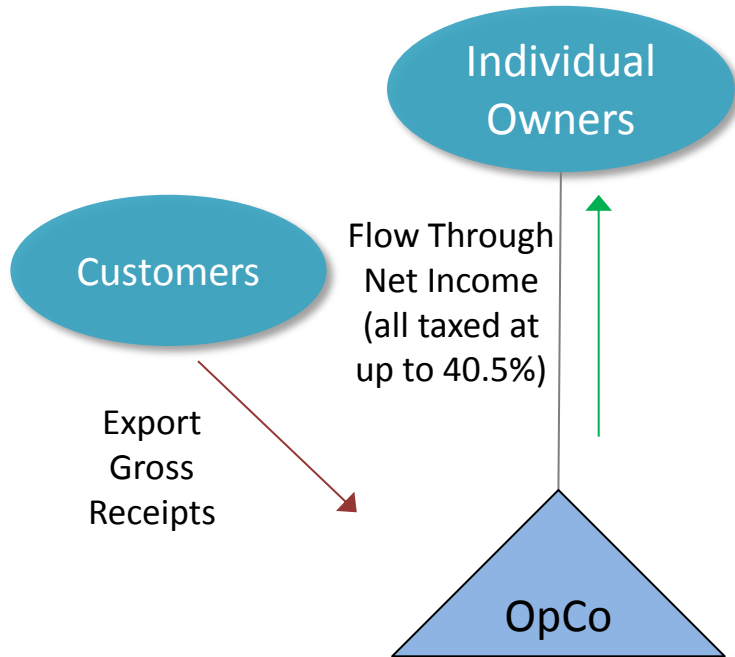 Individual
Owners
Customers
Flow Through
Net Income
(all taxed at
up to 40.5%)
Export
Gross
Receipts
OpCo